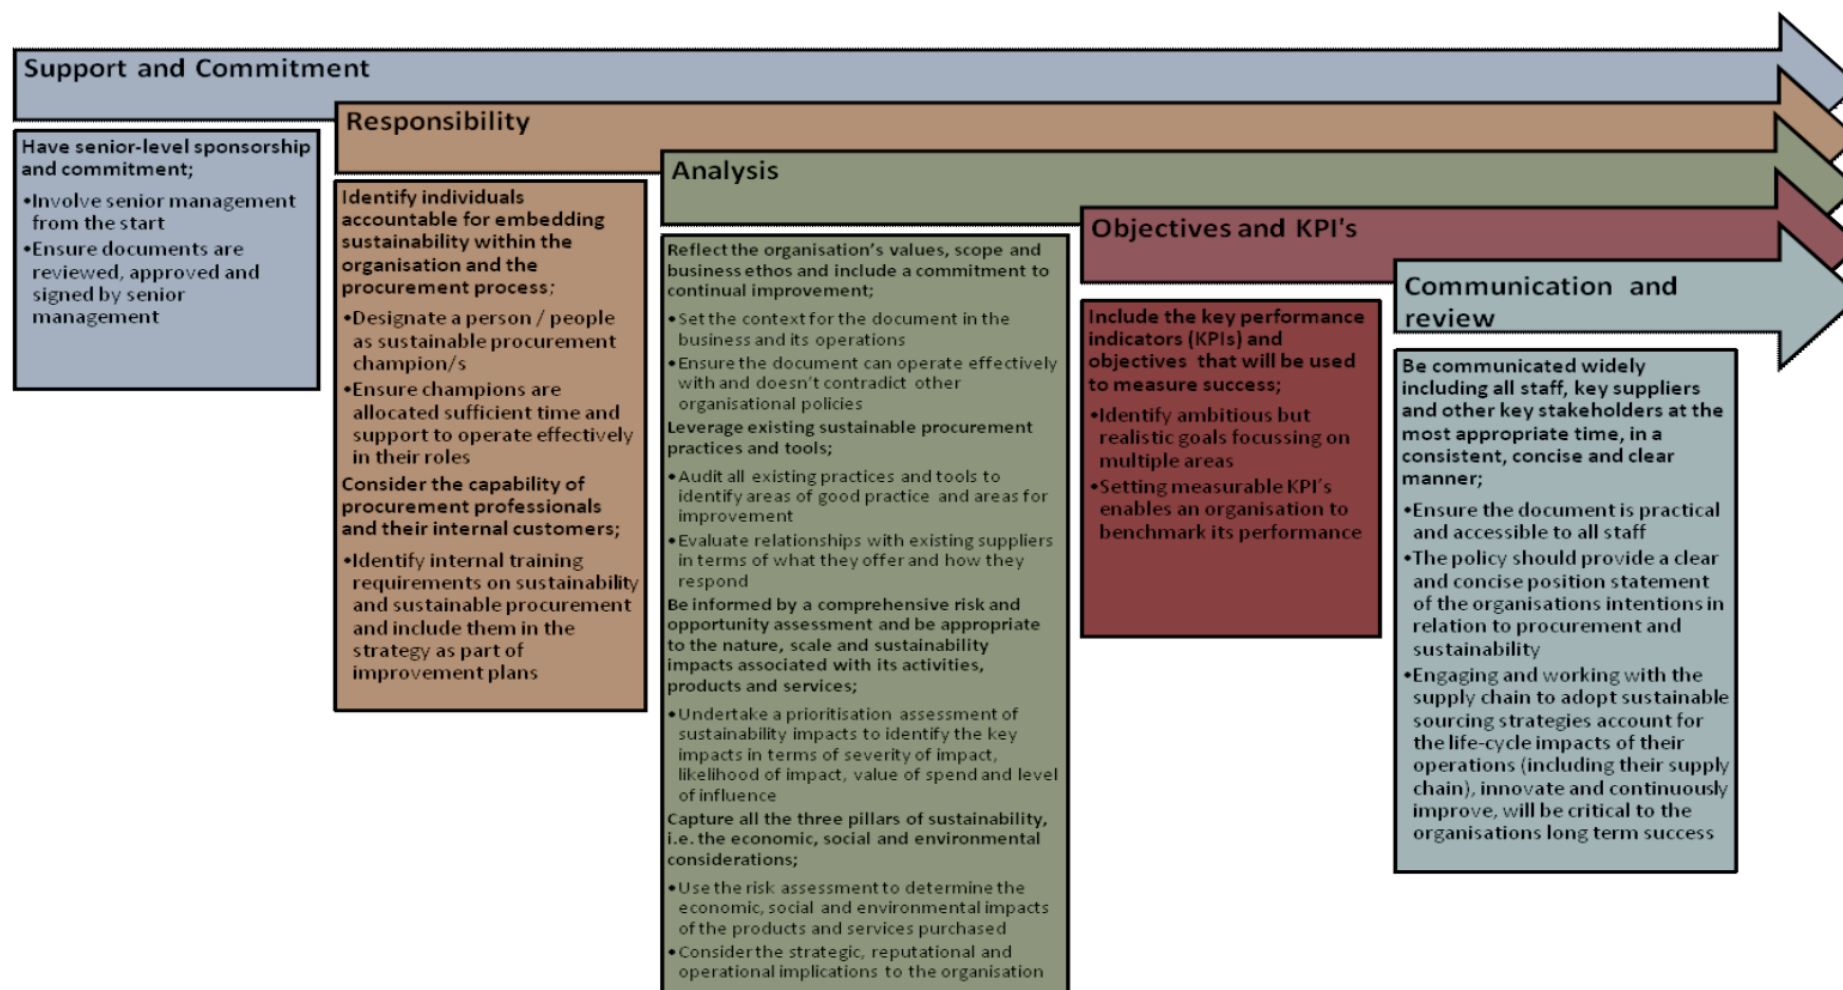 Support and Commitment
Have senior-level sponsorship
and commitment;
•Involve senior management
from the start
•Ensure documents are
reviewed, approved and
signed by senior
management
Responsibility
Identify individuals
accountable for embedding
sustainability within the
organisation and the
procurement process;
•Designate a person / people
as sustainable procurement
champion/s
•Ensure champions are
allocated sufficient time and
support to operate effectively
in their roles
Consider the capability of
procurement professionals
and their internal customers;
•Identify internal training
requirements on sustainability
and sustainable procurement
and include them in the
strategy as part of
improvement plans
Analysis
Reflect the organisation's values, scope and
business ethos and include a commitment to
continual improvement;
•Set the context for the document in the
business and its operations
•Ensure the document can operate effectively
with and doesn't contradict other
organisational policies
Leverage existing sustainable procurement
practices and tools;
•Audit all existing practices and tools to
identify areas of good practice and areas for
improvement
•Evaluate relationships with existing suppliers
in terms of what they offer and how they
respond
Be informed by a comprehensive risk and
opportunity assessment and be appropriate
to the nature, scale and sustainability
impacts associated with its activities,
products and services;
•Undertake a prioritisation assessment of
sustainability impacts to identify the key
impacts in terms of severity of impact,
likelihood of impact, value of spend and level
of influence
Capture all the three pillars of sustainability,
i.e. the economic, social and environmental
considerations;
•Use the risk assessment to determine the
economic, social and environmental impacts
of the products and services purchased
•Consider the strategic, reputational and
operational implications to the organisation
Objectives and KPI's
Include the key performance
indicators (KPIs) and
objectives that will be used
to measure success;
•Identify ambitious but
realistic goals focussing on
multiple areas
•Setting measurable KPI's
enables an organisation to
benchmark its performance
Communication and
review
Be communicated widely
including all staff, key suppliers
and other key stakeholders at the
most appropriate time, in a
consistent, concise and clear
manner;
•Ensure the document is practical
and accessible to all staff
•The policy should provide a clear
and concise position statement
of the organisations intentions in
relation to procurement and
sustainability
•Engaging and working with the
supply chain to adopt sustainable
sourcing strategies account for
the life-cycle impacts of their
operations (including their supply
chain), innovate and continuously
improve, will be critical to the
organisations long term success